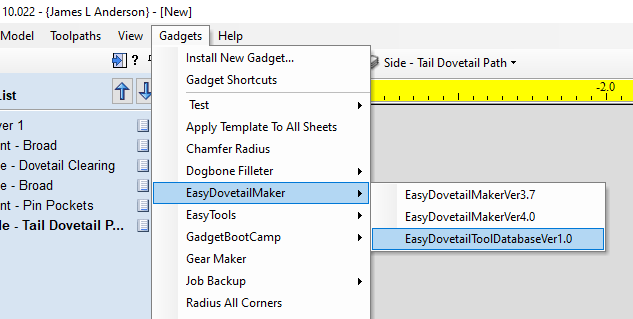 10.022 - {James L Anderson} - [New]
Model Toolpaths View Gadgets Help
?
Side - Tail Dovetail Path
List
-2.0
yer 1
nt - Broad
e - Dovetail Clearing
e - Broad
nt - Pin Pockets
de - Tail Dovetail P...
Install New Gadget...
Gadget Shortcuts
Test
Apply Template To All Sheets
Chamfer Radius
Dogbone Filleter
EasyDovetailMaker
EasyTools
GadgetBootCamp
Gear Maker
Job Backup
Radius All Corners
EasyDovetailMakerVer3.7
EasyDovetailMakerVer4.0
EasyDovetailToolDatabaseVer1.0